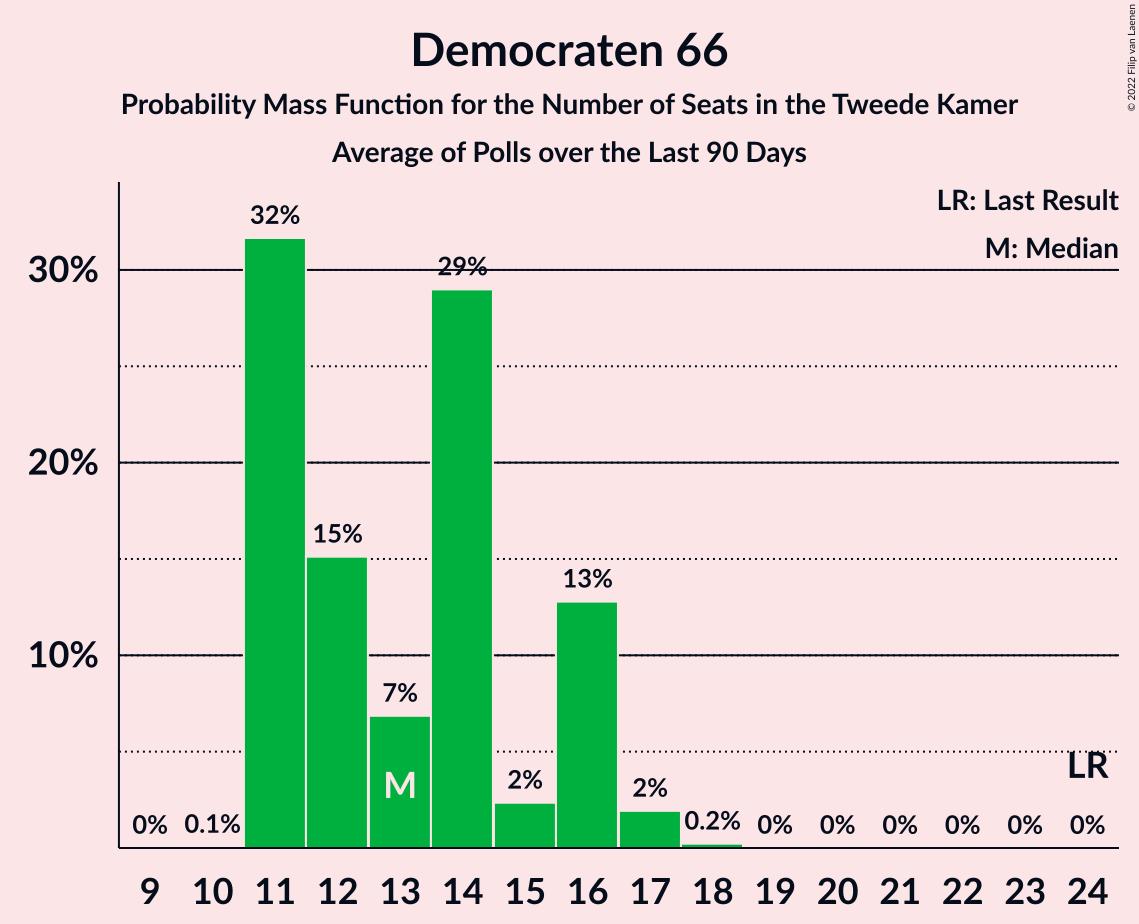 Democraten 66
Probability Mass Function for the Number of Seats in the Tweede Kamer
Average of Polls over the Last 90 Days
© 2022 Filip van Laenen
LR: Last Result
M: Median
30%
20%
10%
0%
0.1%
32%
15%
7%
29%
2%
13%
2%
0.2%
0%
0%
0%
0%
0%
0%
M
LR
9 10 11 12 13 14 15 16 17 18 19 20 21 22 23 24